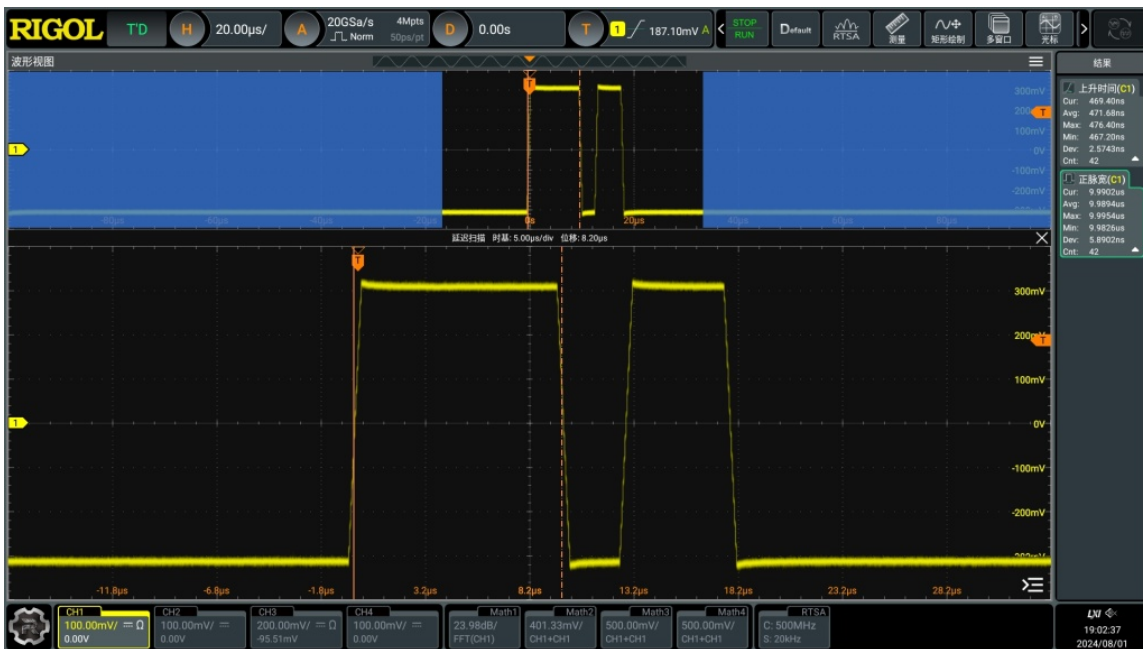 RIGOL T'D H 20.00μs/ A 20GSa/s 4Mpts Norm 50ps/pt D 0.00s T 1 187.10mV A < STOP RUN Default RTSA 测量 矩形绘制 多窗口 光标 >
波形视图
结果
T
300mV
200 T
100mV
1 0V
-100mV
-200mV
-80μs -60μs -40μs -20μs 0s 20μs 40μs 60μs 80μs
上升时间(C1)
Cur: 469.40ns
Avg: 471.68ns
Max: 476.40ns
Min: 467.20ns
Dev: 2.5743ns
Cnt: 42
正脉宽(C1)
Cur: 9.9902us
Avg: 9.9894us
Max: 9.9954us
Min: 9.9826us
Dev: 5.8902ns
Cnt: 42
延迟扫描 时基: 5.00μs/div 位移: 8.20μs
T
300mV
200 T
100mV
1 0V
-100mV
-200mV
-11.8μs -6.8μs -1.8μs 3.2μs 8.2μs 13.2μs 18.2μs 23.2μs 28.2μs
CH1 CH2 CH3 CH4 Math1 Math2 Math3 Math4 RTSA
100.00mV/ Ω 100.00mV/ 200.00mV/ Ω 100.00mV/ 23.98dB/ 401.33mV/ 500.00mV/ 500.00mV/ C: 500MHz
0.00V 0.00V -95.51mV 0.00V FFT(CH1) CH1+CH1 CH1+CH1 CH1+CH1 S: 20kHz
LXI
19:02:37
2024/08/01